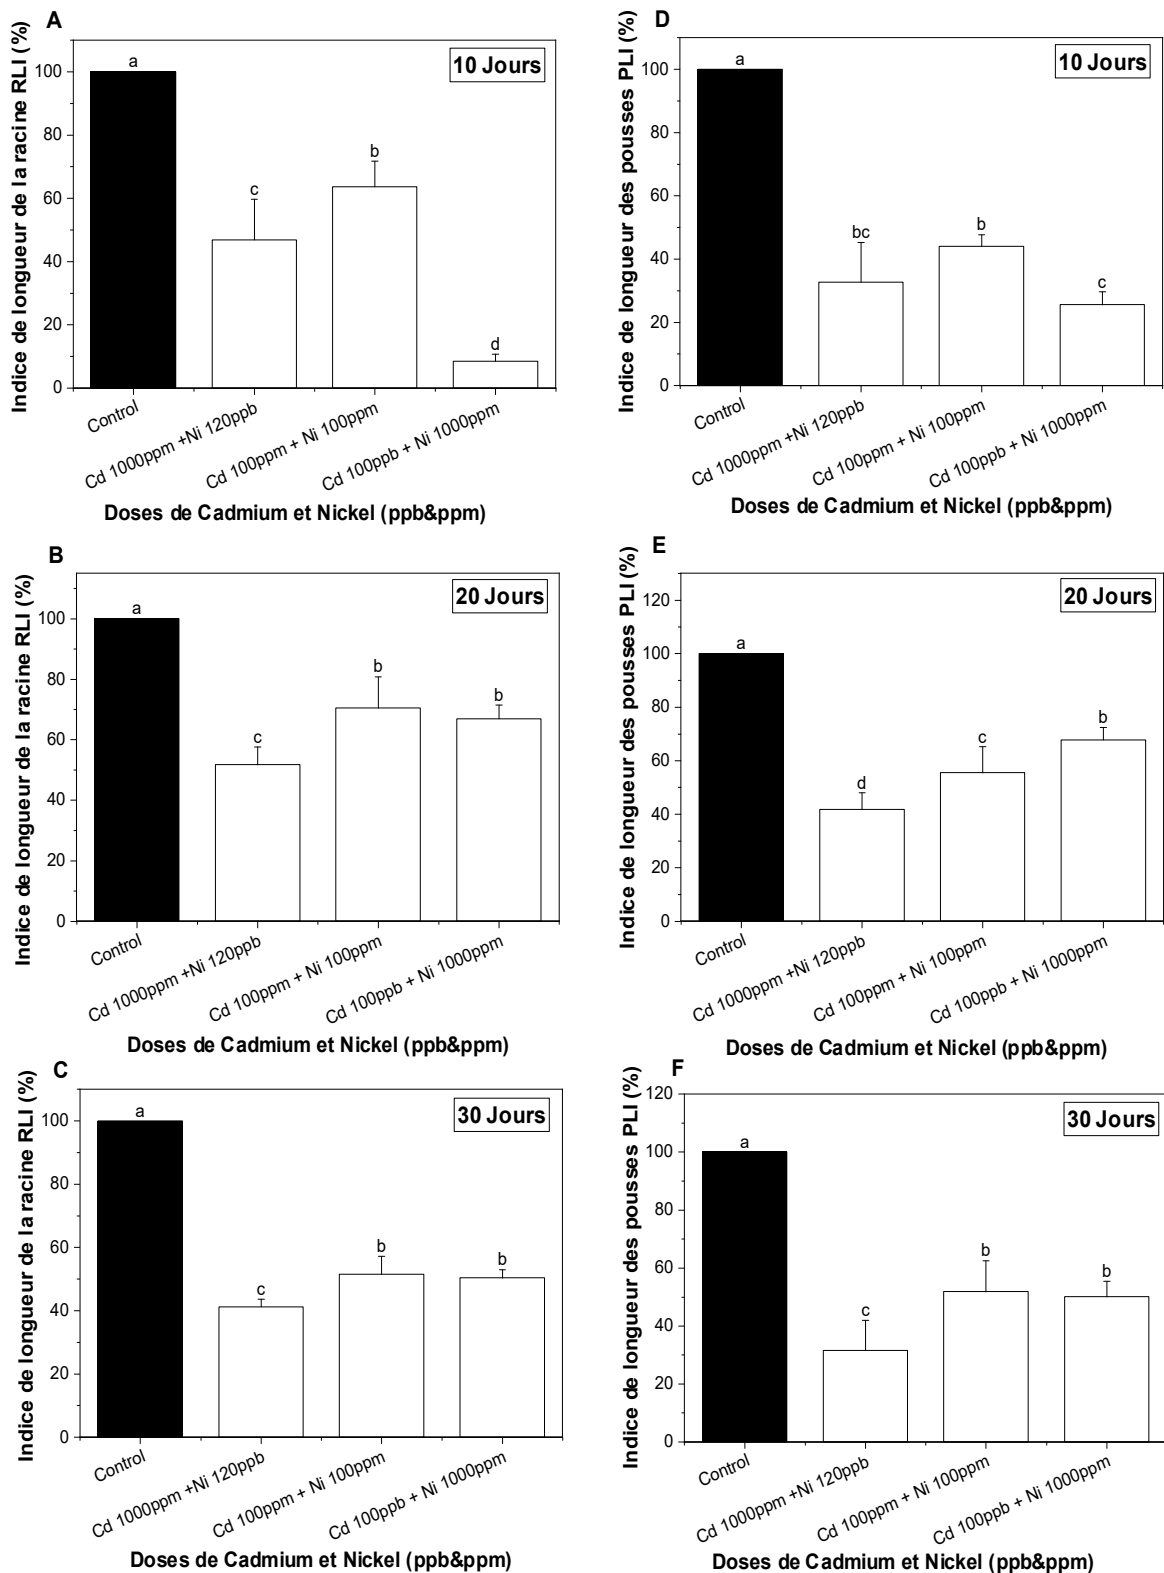 A
Indice de longueur de la racine RLI (%)
10 Jours
100
80
60
40
20
0
a
c
b
d
Control
Cd 1000ppm +Ni 120ppb
Cd 100ppm + Ni 100ppm
Cd 100ppb + Ni 1000ppm
Doses de Cadmium et Nickel (ppb&ppm)
D
Indice de longueur des pousses PLI (%)
10 Jours
100
80
60
40
20
0
a
bc
b
c
Control
Cd 1000ppm +Ni 120ppb
Cd 100ppm + Ni 100ppm
Cd 100ppb + Ni 1000ppm
Doses de Cadmium et Nickel (ppb&ppm)
B
Indice de longueur de la racine RLI (%)
20 Jours
100
80
60
40
20
0
a
c
b
b
Control
Cd 1000ppm +Ni 120ppb
Cd 100ppm + Ni 100ppm
Cd 100ppb + Ni 1000ppm
Doses de Cadmium et Nickel (ppb&ppm)
E
Indice de longueur des pousses PLI (%)
20 Jours
120
100
80
60
40
20
0
a
d
c
b
Control
Cd 1000ppm +Ni 120ppb
Cd 100ppm + Ni 100ppm
Cd 100ppb + Ni 1000ppm
Doses de Cadmium et Nickel (ppb&ppm)
C
Indice de longueur de la racine RLI (%)
30 Jours
100
80
60
40
20
0
a
c
b
b
Control
Cd 1000ppm +Ni 120ppb
Cd 100ppm + Ni 100ppm
Cd 100ppb + Ni 1000ppm
Doses de Cadmium et Nickel (ppb&ppm)
F
Indice de longueur des pousses PLI (%)
30 Jours
120
100
80
60
40
20
0
a
c
b
b
Control
Cd 1000ppm +Ni 120ppb
Cd 100ppm + Ni 100ppm
Cd 100ppb + Ni 1000ppm
Doses de Cadmium et Nickel (ppb&ppm)